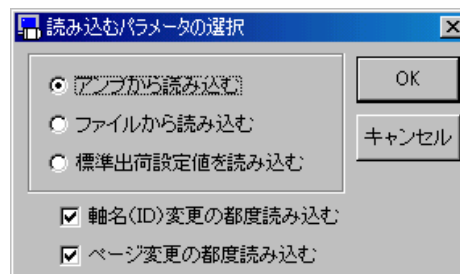 読み込むパラメータの選択
アンプから読み込む
OK
ファイルから読み込む
キャンセル
標準出荷設定値を読み込む
軸名(ID)変更の都度読み込む
ページ変更の都度読み込む